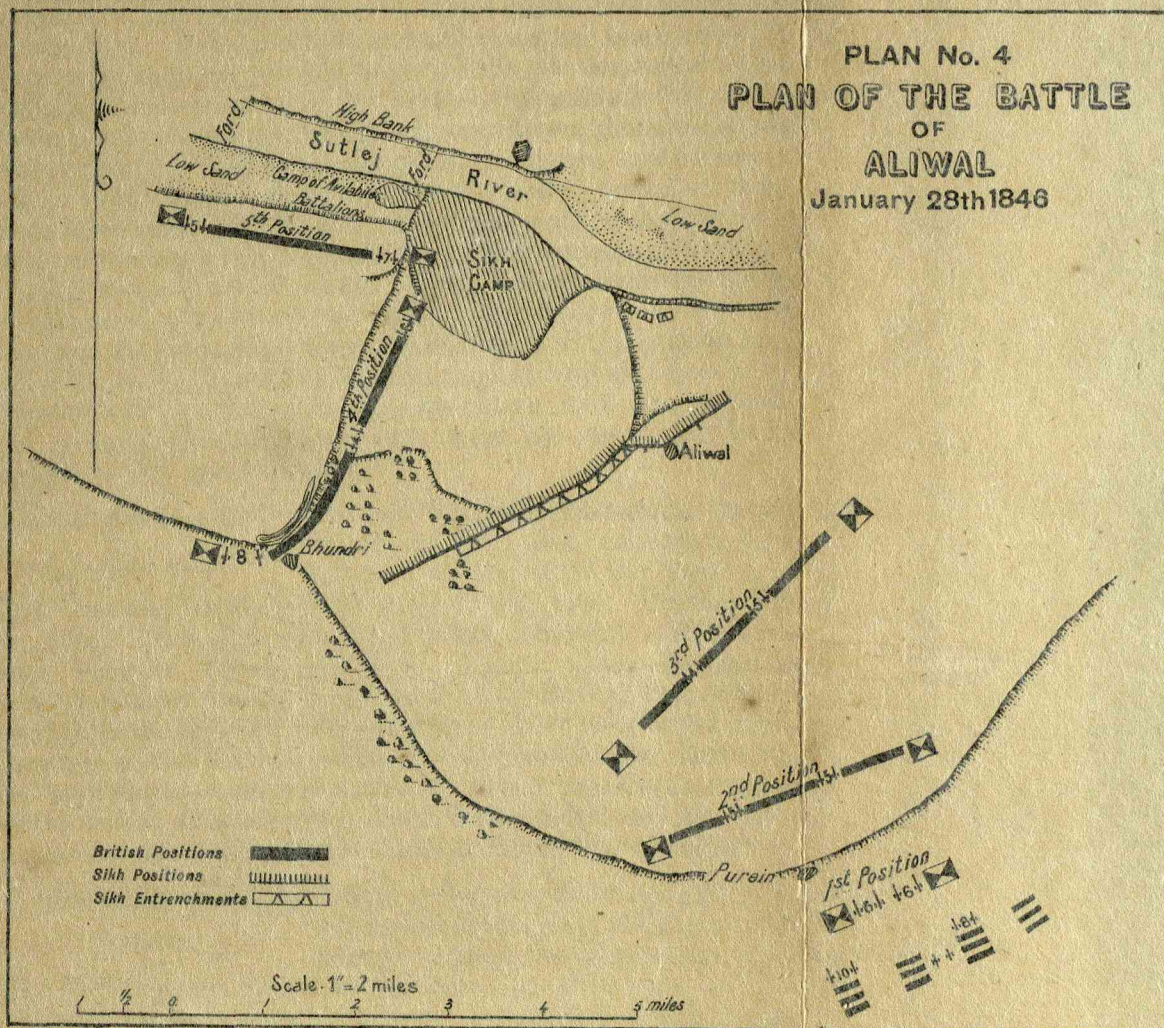 PLAN No. 4
PLAN OF THE BATTLE
OF
ALIWAL
January 28th 1846
High Bank
Ford
Sutlej
Ford
River
Low Sand
Camp of Avitabile
Battalions
Low Sand
5th Position
SIKH
CAMP
4th Position
Aliwal
Bhundri
8
3rd Position
2nd Position
Purein
1st Position
British Positions
Sikh Positions
Sikh Entrenchments
Scale - 1" = 2 miles
1 ½ 0 1 2 3 4 5 miles